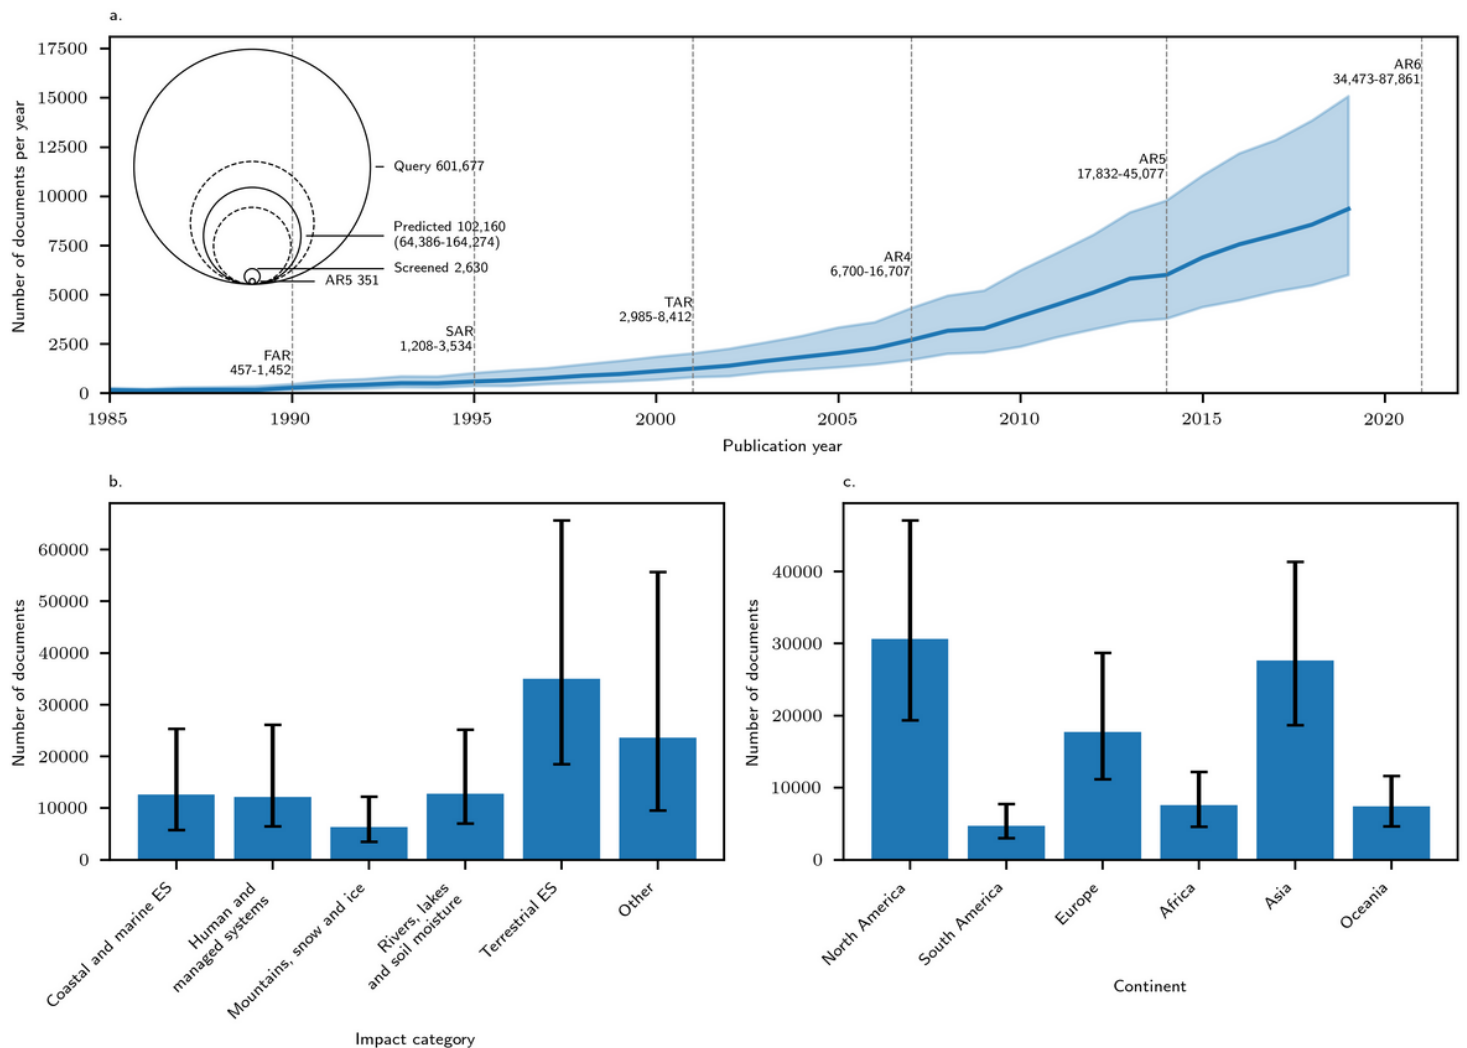 a.
Number of documents per year
17500
15000
12500
10000
7500
5000
2500
0
Query 601,677
Predicted 102,160
(64,386-164,274)
Screened 2,630
AR5 351
FAR
457-1,452
SAR
1,208-3,534
TAR
2,985-8,412
AR4
6,700-16,707
AR5
17,832-45,077
AR6
34,473-87,861
1985
1990
1995
2000
2005
2010
2015
2020
Publication year
b.
Number of documents
60000
50000
40000
30000
20000
10000
0
Coastal and marine ES
Human and
managed systems
Mountains, snow and ice
Rivers, lakes
and soil moisture
Terrestrial ES
Other
Impact category
c.
Number of documents
40000
30000
20000
10000
0
North America
South America
Europe
Africa
Asia
Oceania
Continent